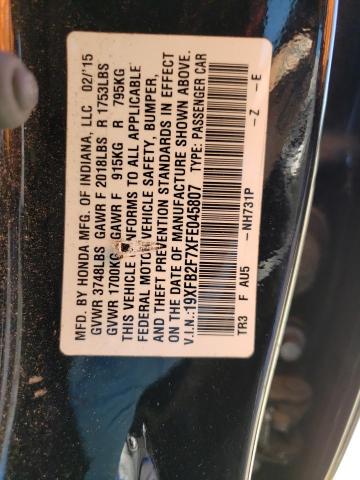 MFD. BY HONDA MFG. OF INDIANA, LLC 02/15
GVWR 3748LBS GAWR F 2018LBS R 1753LBS
GVWR 1700KG GAWR F 915KG R 795KG
THIS VEHICLE CONFORMS TO ALL APPLICABLE
FEDERAL MOTOR VEHICLE SAFETY, BUMPER,
AND THEFT PREVENTION STANDARDS IN EFFECT
ON THE DATE OF MANUFACTURE SHOWN ABOVE.
V.I.N.:19XFB2F7XFE045807 TYPE: PASSENGER CAR
TR3 F AU5 -NH731P -Z -E